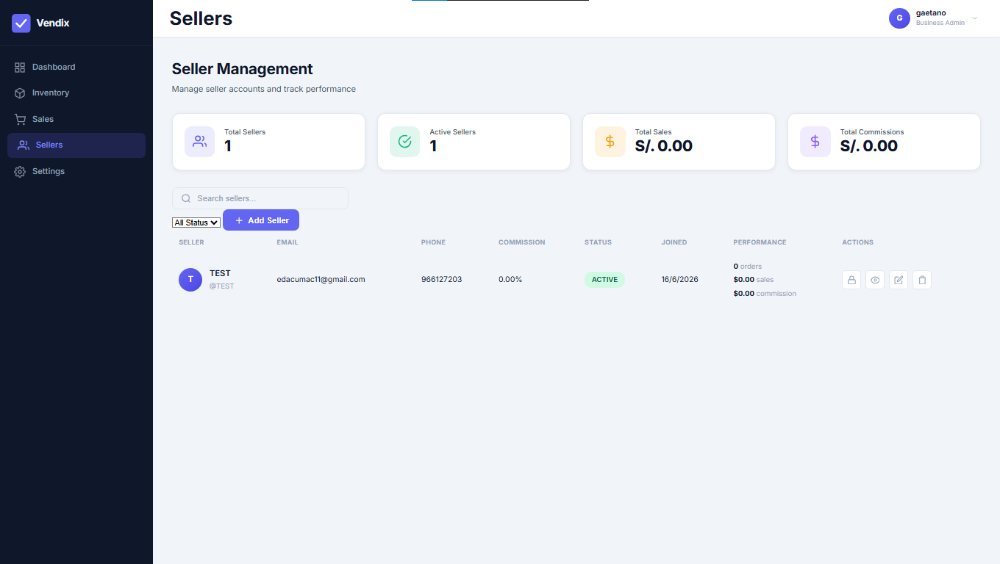 Vendix
Dashboard
Inventory
Sales
Sellers
Settings
Sellers
G
gaetano
Business Admin
Seller Management
Manage seller accounts and track performance
Total Sellers
1
Active Sellers
1
Total Sales
S/. 0.00
Total Commissions
S/. 0.00
Search sellers...
All Status
Add Seller
SELLER EMAIL PHONE COMMISSION STATUS JOINED PERFORMANCE ACTIONS
T
TEST
@TEST
edacumac11@gmail.com
966127203
0.00%
ACTIVE
16/6/2026
0 orders
$0.00 sales
$0.00 commission